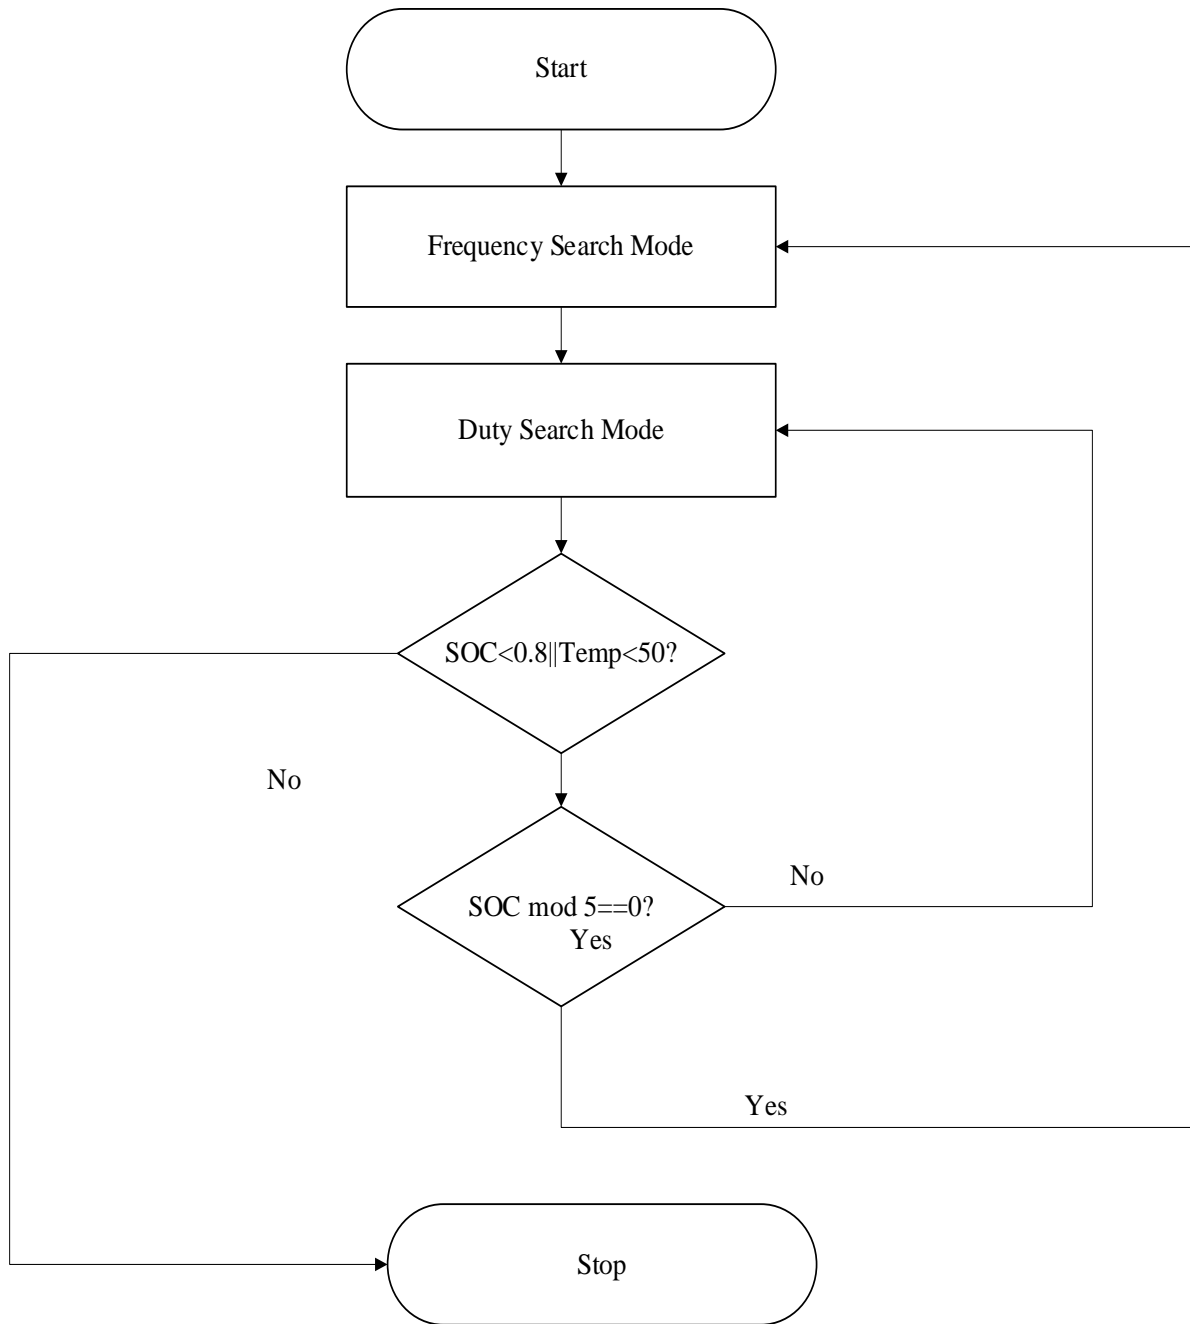 Start
Frequency Search Mode
Duty Search Mode
SOC<0.8||Temp<50?
No
No
SOC mod 5==0?
Yes
Yes
Stop